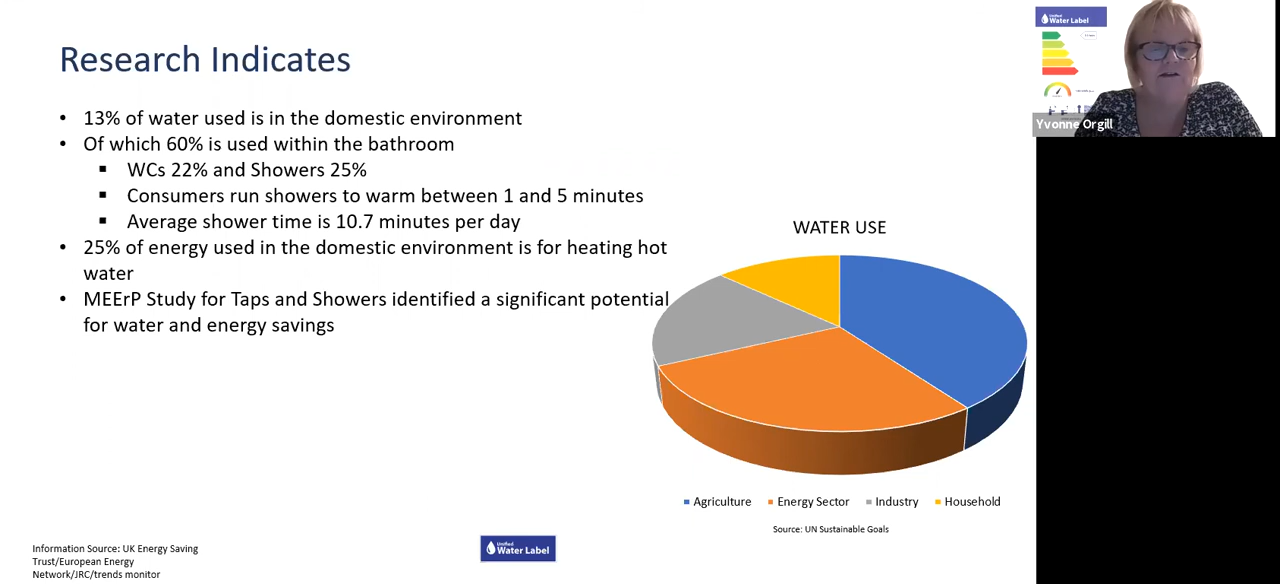 Research Indicates
• 13% of water used is in the domestic environment
• Of which 60% is used within the bathroom
▪ WCs 22% and Showers 25%
▪ Consumers run showers to warm between 1 and 5 minutes
▪ Average shower time is 10.7 minutes per day
• 25% of energy used in the domestic environment is for heating hot
water
• MEErP Study for Taps and Showers identified a significant potential
for water and energy savings
WATER USE
Agriculture Energy Sector Industry Household
Source: UN Sustainable Goals
Information Source: UK Energy Saving
Trust/European Energy
Network/JRC/trends monitor
Unified
Water Label
Unified
Water Label
Yvonne Orgill